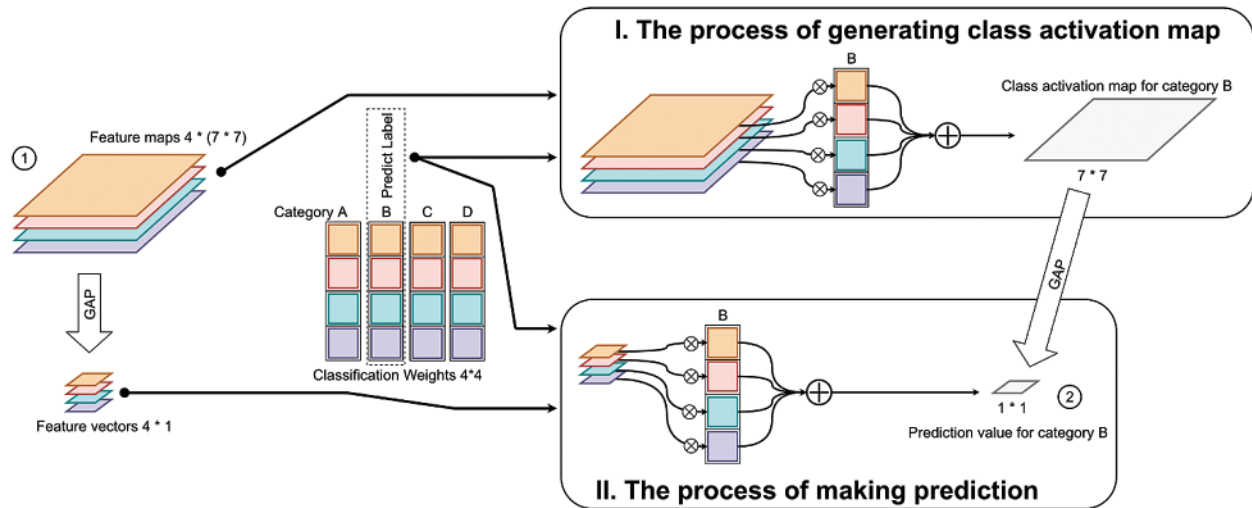 I. The process of generating class activation map
B
Class activation map for category B
7 * 7
Feature maps 4 * (7 * 7)
1
Predict Label
Category A B C D
GAP
GAP
Classification Weights 4*4
Feature vectors 4 * 1
B
1 * 1
2
Prediction value for category B
II. The process of making prediction